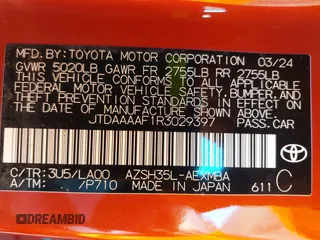 MFD.BY:TOYOTA MOTOR CORPORATION 03/24
GVWR 5020LB GAWR FR 2755LB RR 2755LB
THIS VEHICLE CONFORMS TO ALL APPLICABLE
FEDERAL MOTOR VEHICLE SAFETY, BUMPER, AND
THEFT PREVENTION STANDARDS IN EFFECT ON
THE DATE OF MANUFACTURE SHOWN ABOVE.
JTDAAAAF1R3029397
C/TR:3U5/LA00 AZSH35L-AEXMBA
A/TM: /P710 MADE IN JAPAN 611 C
TOYOTA
DREAMBID